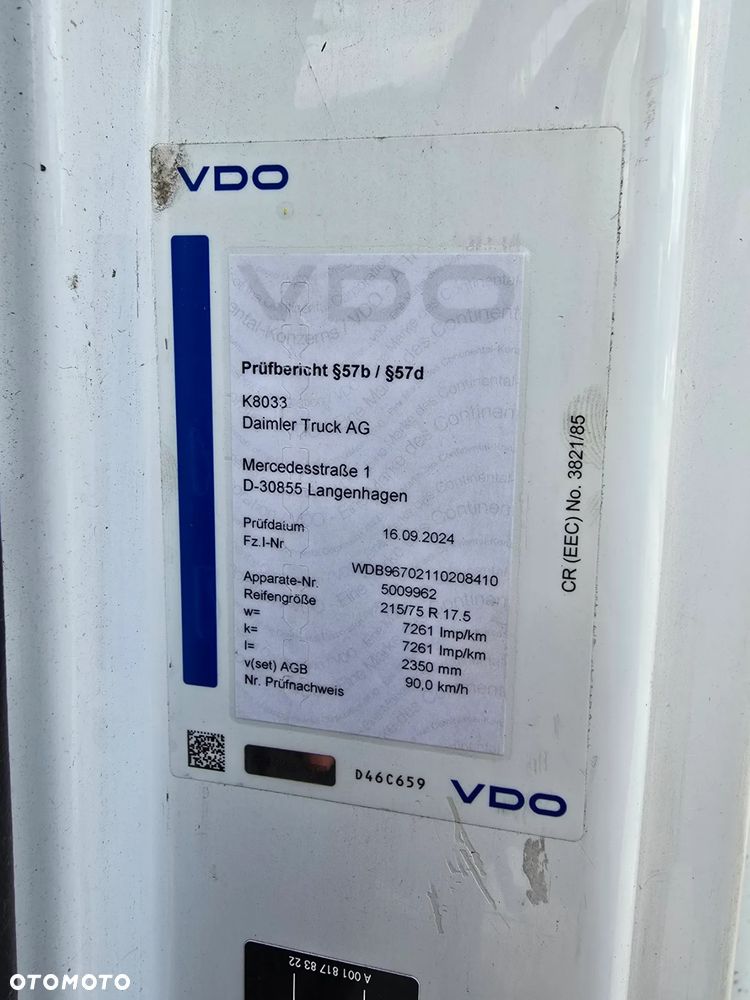 VDO
VDO
Prüfbericht §57b / §57d
K8033
Daimler Truck AG
Mercedesstraße 1
D-30855 Langenhagen
Prüfdatum 16.09.2024
Fz.I-Nr WDB96702110208410
Apparate-Nr. 5009962
Reifengröße 215/75 R 17.5
w= 7261 Imp/km
k= 7261 Imp/km
l= 2350 mm
v(set) AGB 90,0 km/h
Nr. Prüfnachweis
CR (EEC) No. 3821/85
D46C659
VDO
A 001 817 83 22
OTOMOTO